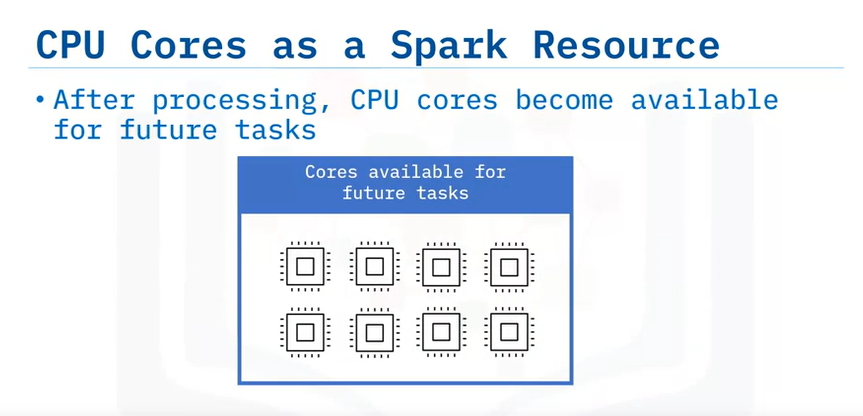 CPU Cores as a Spark Resource
• After processing, CPU cores become available
for future tasks
Cores available for
future tasks